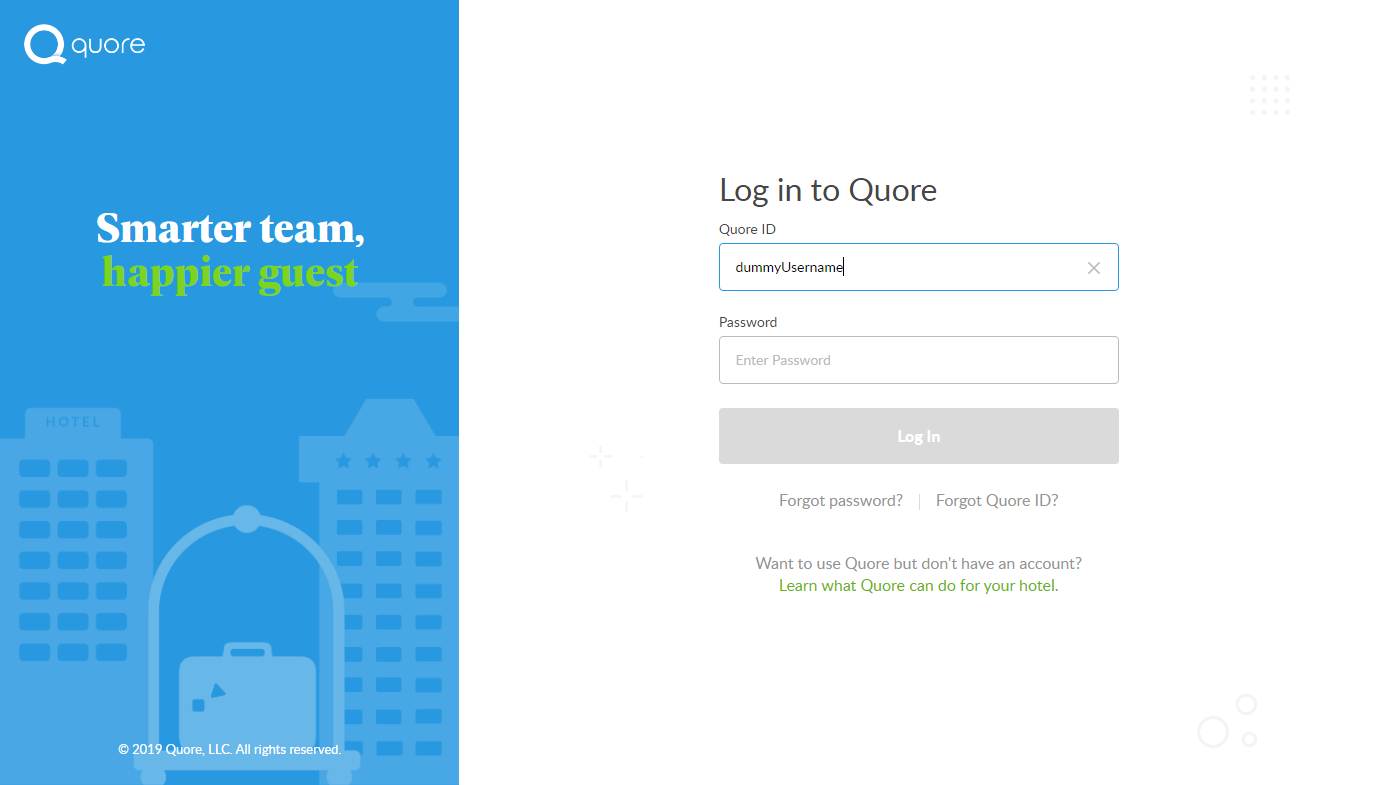 quore
Smarter team,
happier guest
HOTEL
© 2019 Quore, LLC. All rights reserved.
Log in to Quore
Quore ID
dummyUsername
Password
Enter Password
Log In
Forgot password?
Forgot Quore ID?
Want to use Quore but don't have an account?
Learn what Quore can do for your hotel.